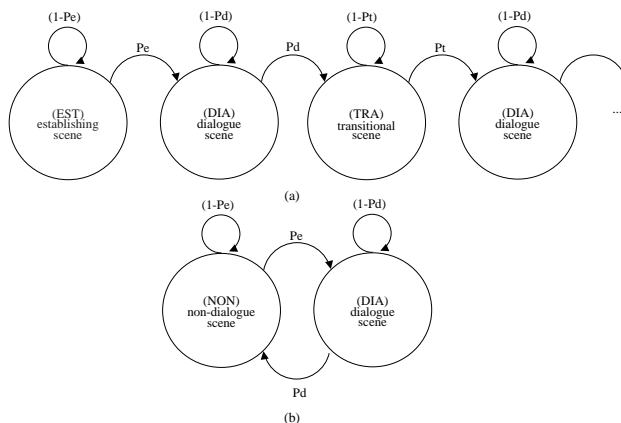 (1-Pe) (1-Pd) (1-Pt) (1-Pd)
Pe Pd Pt
(EST) establishing scene
(DIA) dialogue scene
(TRA) transitional scene
(DIA) dialogue scene
...
(a)
(1-Pe) (1-Pd)
Pe
(NON) non-dialogue scene
(DIA) dialogue scene
Pd
(b)